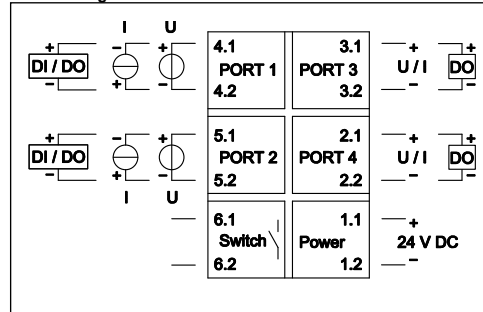 I U
+ - + 4.1 3.1 + +
DI / DO PORT 1 PORT 3 U / I DO
- + - 4.2 3.2 - -
+ - + 5.1 2.1 + +
DI / DO PORT 2 PORT 4 U / I DO
- + - 5.2 2.2 - -
I U
6.1 1.1 +
Switch Power 24 V DC
6.2 1.2 -